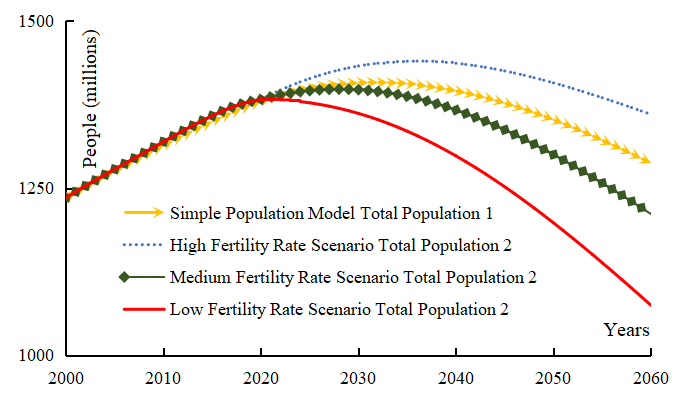 1500
People (millions)
1250
Simple Population Model Total Population 1
High Fertility Rate Scenario Total Population 2
Medium Fertility Rate Scenario Total Population 2
Low Fertility Rate Scenario Total Population 2
Years
1000
2000 2010 2020 2030 2040 2050 2060